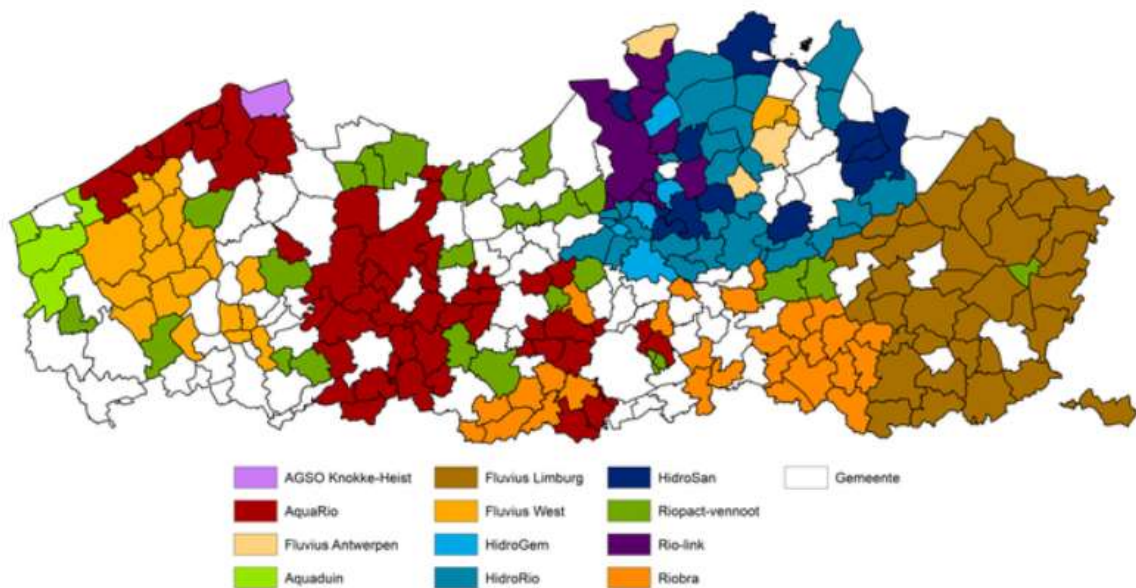 AGSO Knokke-Heist
Fluvius Limburg
HidroSan
Gemeente
AquaRio
Fluvius West
Riopact-vennoot
Fluvius Antwerpen
HidroGem
Rio-link
Aquaduin
HidroRio
Riobra